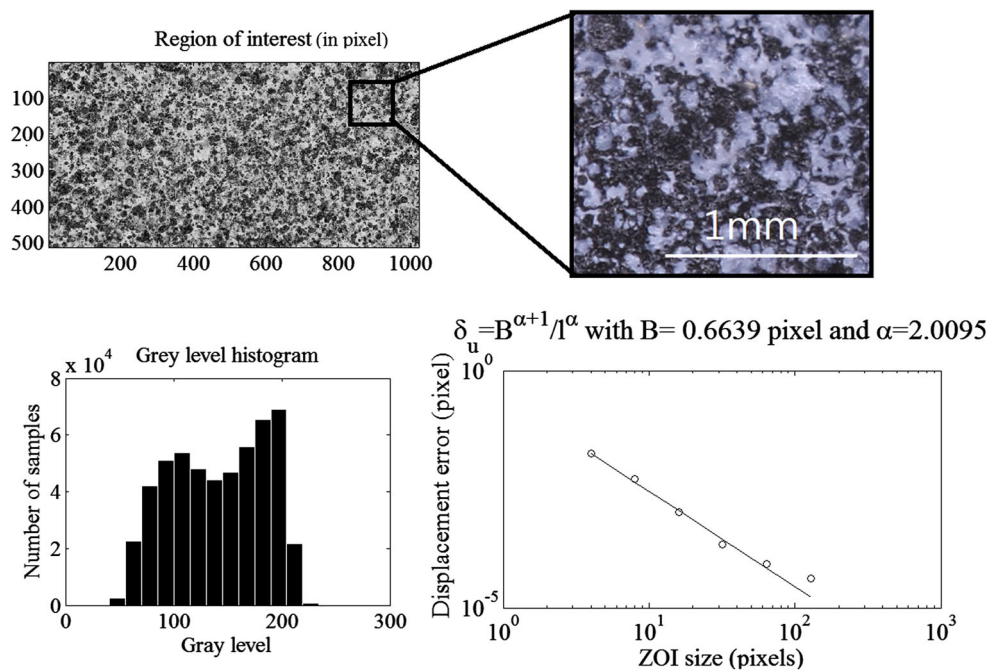 Region of interest (in pixel)
100
200
300
400
500
200 400 600 800 1000
1mm
Grey level histogram
x 10^4
8
6
4
2
0
Number of samples
0 100 200 300
Gray level
δ_u=B^{α+1}/l^α with B= 0.6639 pixel and α=2.0095
Displacement error (pixel)
10^0
10^-5
10^0 10^1 10^2 10^3
ZOI size (pixels)